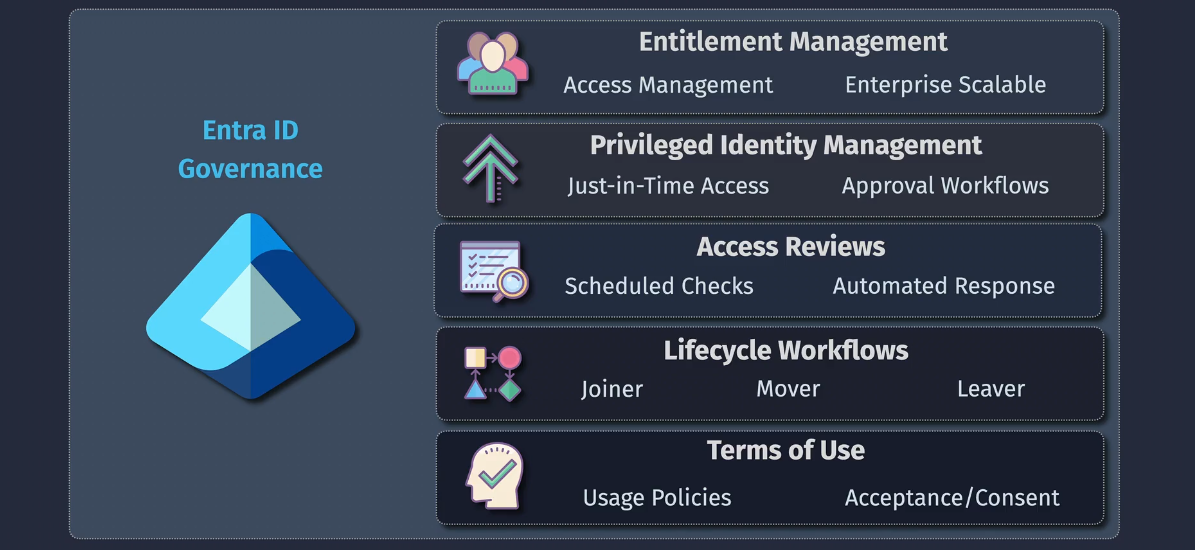 Entra ID
Governance
Entitlement Management
Access Management Enterprise Scalable
Privileged Identity Management
Just-in-Time Access Approval Workflows
Access Reviews
Scheduled Checks Automated Response
Lifecycle Workflows
Joiner Mover Leaver
Terms of Use
Usage Policies Acceptance/Consent